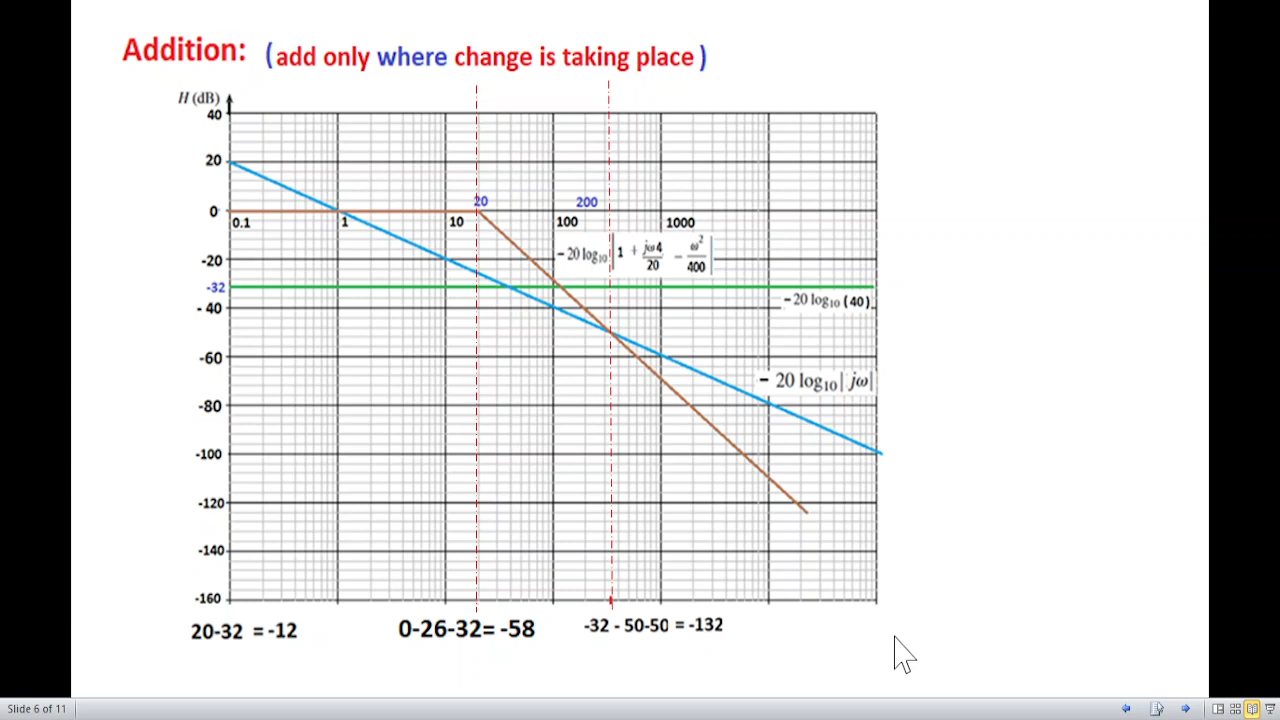 Addition: (add only where change is taking place)
H (dB)
40
20
0
20
200
0.1
1
10
100
1000
-20
− 20 log10 | 1 + jω4/20 − ω²/400 |
-32
- 40
− 20 log10 (40)
-60
-80
− 20 log10 | jω |
-100
-120
-140
-160
20-32 = -12
0-26-32= -58
-32 - 50-50 = -132
Slide 6 of 11